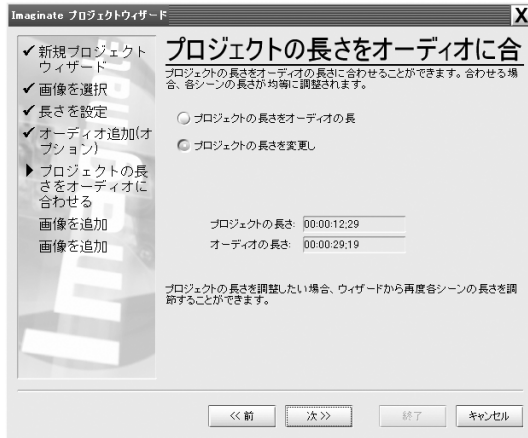 Imaginate プロジェクトウィザード
X
✔ 新規プロジェクト
ウィザード
✔ 画像を選択
✔ 長さを設定
✔ オーディオ追加(オ
プション)
▶ プロジェクトの長
さをオーディオに
合わせる
画像を追加
画像を追加
Imaginate
プロジェクトの長さをオーディオに合
プロジェクトの長さをオーディオの長さに合わせることができます。合わせる場
合、各シーンの長さが均等に調整されます。
プロジェクトの長さをオーディオの長
プロジェクトの長さを変更し
プロジェクトの長さ: 00:00:12;29
オーディオの長さ: 00:00:29;19
プロジェクトの長さを調整したい場合、ウィザードから再度各シーンの長さを調
節することができます。
<< 前
次 >>
終了
キャンセル